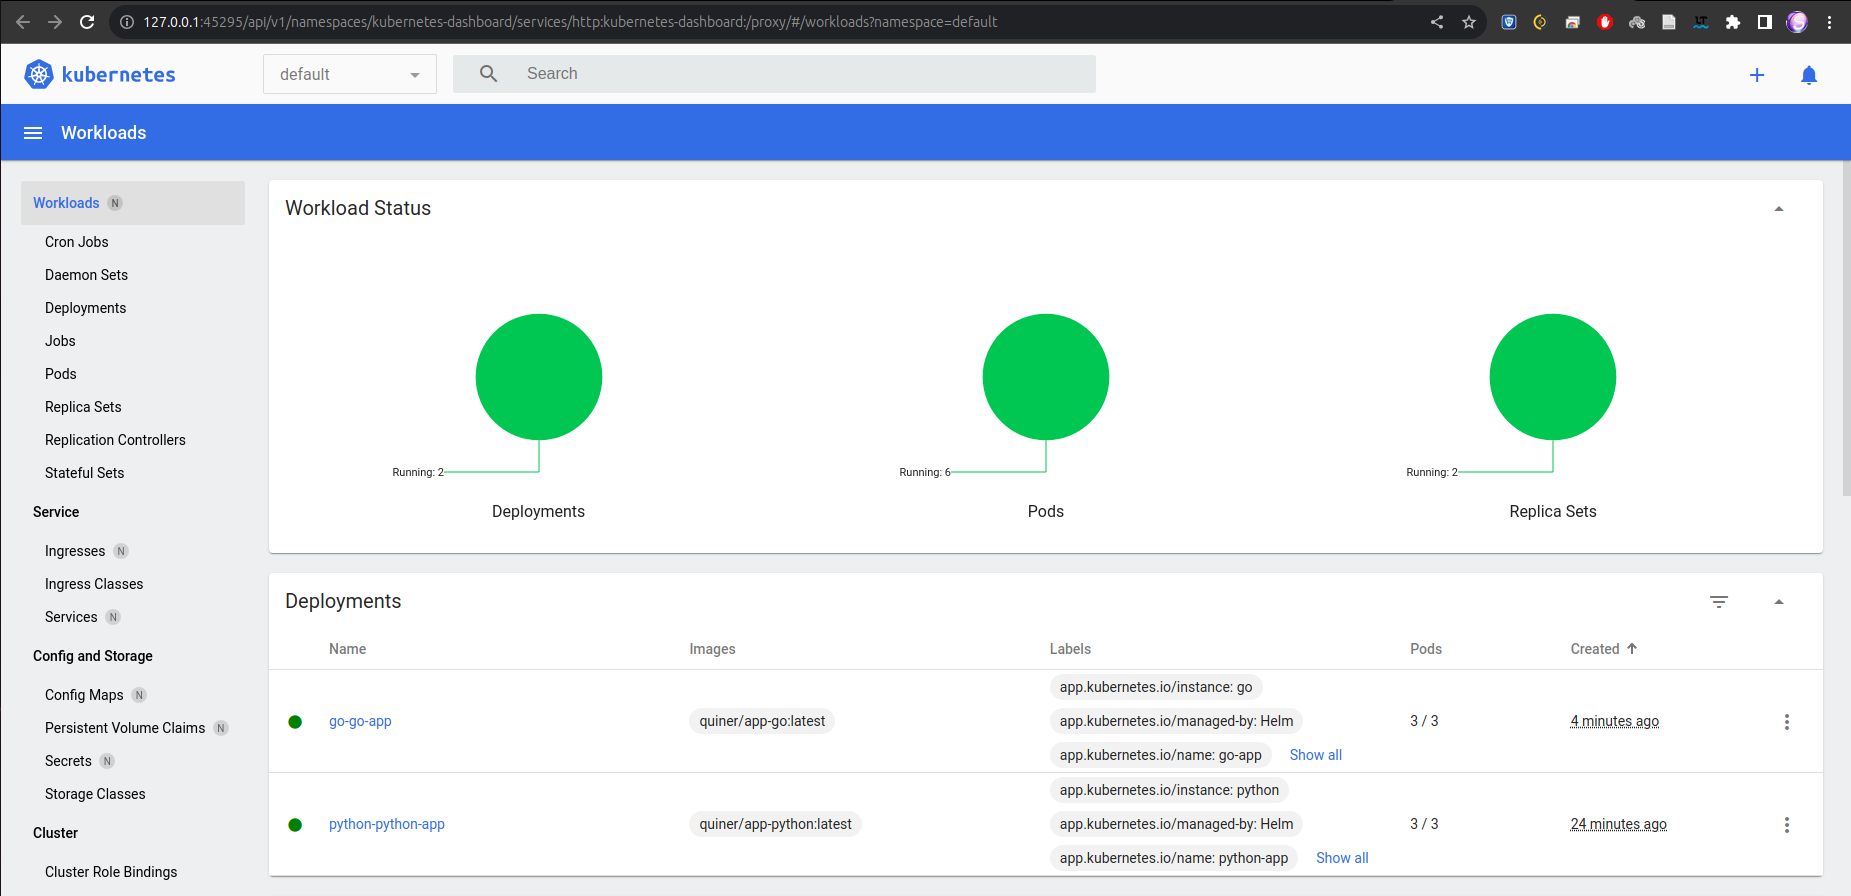 127.0.0.1:45295/api/v1/namespaces/kubernetes-dashboard/services/http:kubernetes-dashboard:/proxy/#/workloads?namespace=default
kubernetes
default
Search
Workloads
Workloads N
Cron Jobs
Daemon Sets
Deployments
Jobs
Pods
Replica Sets
Replication Controllers
Stateful Sets
Service
Ingresses N
Ingress Classes
Services N
Config and Storage
Config Maps N
Persistent Volume Claims N
Secrets N
Storage Classes
Cluster
Cluster Role Bindings
Workload Status
Running: 2
Deployments
Running: 6
Pods
Running: 2
Replica Sets
Deployments
Name Images Labels Pods Created
go-go-app quiner/app-go:latest app.kubernetes.io/instance: go
app.kubernetes.io/managed-by: Helm
app.kubernetes.io/name: go-app Show all
3 / 3 4 minutes ago
python-python-app quiner/app-python:latest app.kubernetes.io/instance: python
app.kubernetes.io/managed-by: Helm
app.kubernetes.io/name: python-app Show all
3 / 3 24 minutes ago